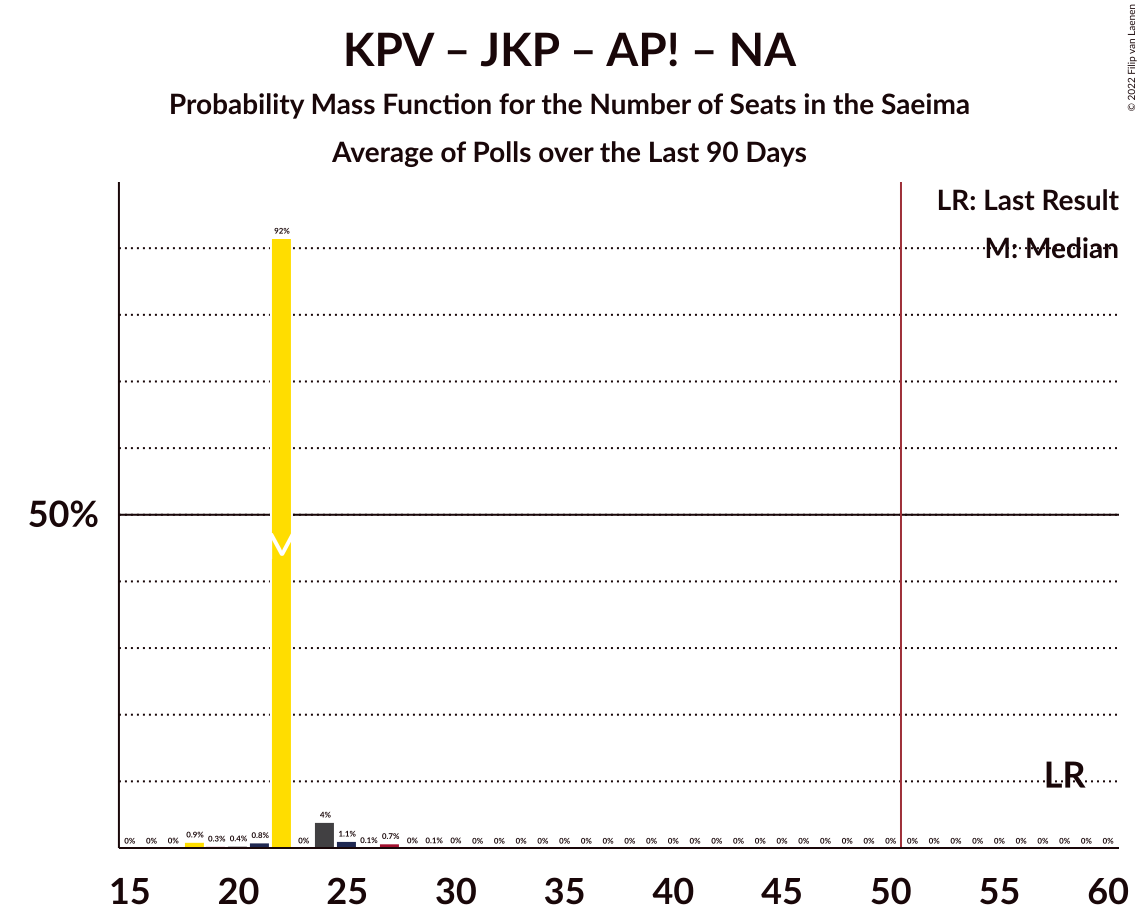 KPV – JKP – AP! – NA
Probability Mass Function for the Number of Seats in the Saeima
Average of Polls over the Last 90 Days
© 2022 Filip van Laenen
LR: Last Result
M: Median
92%
50%
LR
0% 0% 0% 0.9% 0.3% 0.4% 0.8% 0% 4% 1.1% 0.1% 0.7% 0% 0.1% 0% 0% 0% 0% 0% 0% 0% 0% 0% 0% 0% 0% 0% 0% 0% 0% 0% 0% 0% 0% 0% 0% 0% 0% 0% 0% 0% 0% 0% 0% 0%
15 20 25 30 35 40 45 50 55 60